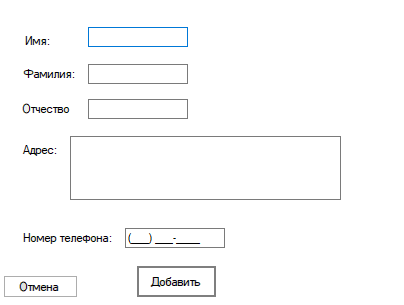 Имя:
Фамилия:
Отчество
Адрес:
Номер телефона: (___) ___-____
Отмена Добавить